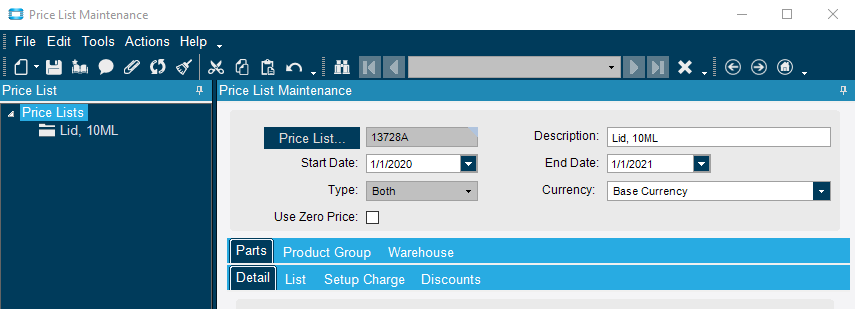 Price List Maintenance
File Edit Tools Actions Help
Price List
Price List Maintenance
Price Lists
Lid, 10ML
Price List... 13728A Description: Lid, 10ML
Start Date: 1/1/2020 End Date: 1/1/2021
Type: Both Currency: Base Currency
Use Zero Price:
Parts Product Group Warehouse
Detail List Setup Charge Discounts